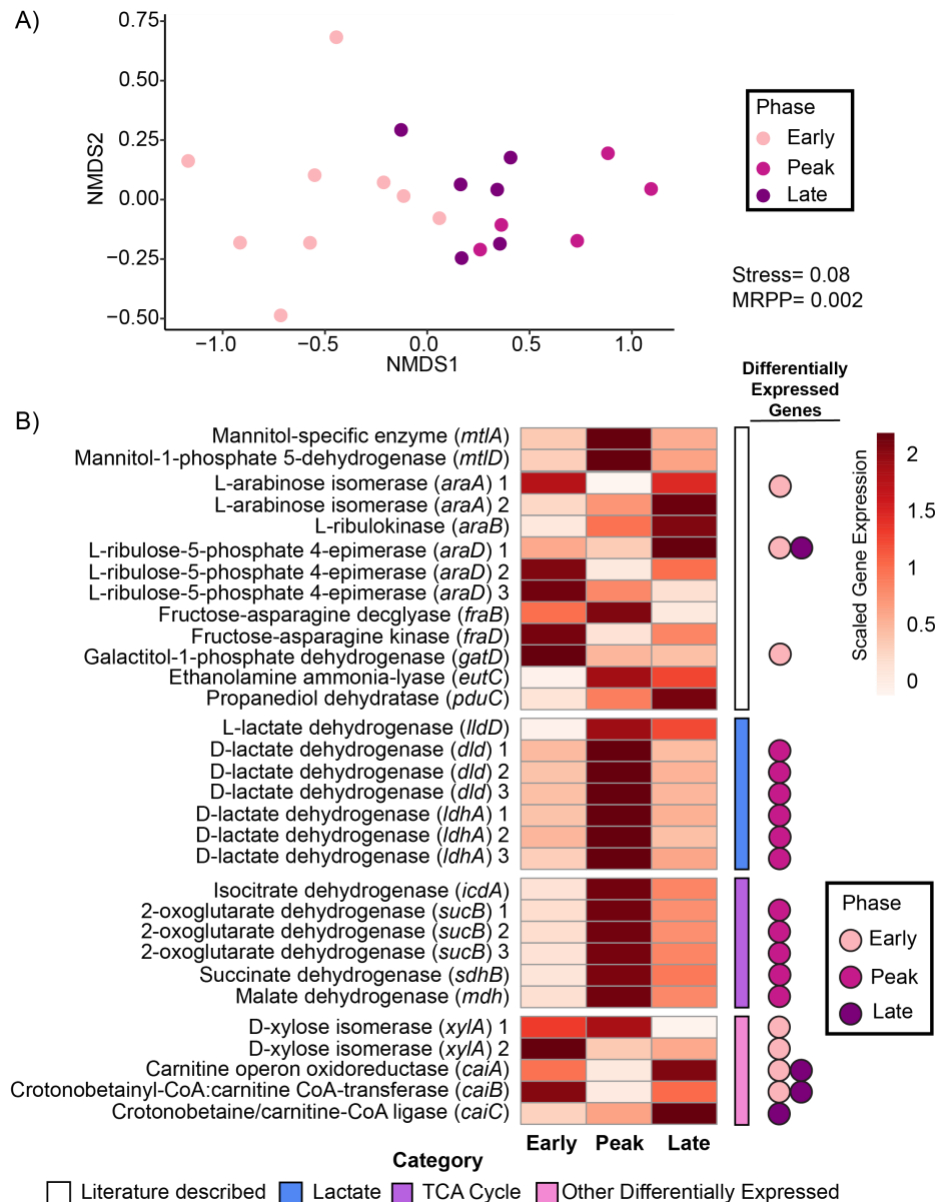 A)
0.75
0.50
0.25
0.00
−0.25
−0.50
NMDS2
−1.0
−0.5
0.0
0.5
1.0
NMDS1
Phase
Early
Peak
Late
Stress= 0.08
MRPP= 0.002
B)
Differentially
Expressed
Genes
Mannitol-specific enzyme (mtlA)
Mannitol-1-phosphate 5-dehydrogenase (mtlD)
L-arabinose isomerase (araA) 1
L-arabinose isomerase (araA) 2
L-ribulokinase (araB)
L-ribulose-5-phosphate 4-epimerase (araD) 1
L-ribulose-5-phosphate 4-epimerase (araD) 2
L-ribulose-5-phosphate 4-epimerase (araD) 3
Fructose-asparagine decglyase (fraB)
Fructose-asparagine kinase (fraD)
Galactitol-1-phosphate dehydrogenase (gatD)
Ethanolamine ammonia-lyase (eutC)
Propanediol dehydratase (pduC)
L-lactate dehydrogenase (lldD)
D-lactate dehydrogenase (dld) 1
D-lactate dehydrogenase (dld) 2
D-lactate dehydrogenase (dld) 3
D-lactate dehydrogenase (ldhA) 1
D-lactate dehydrogenase (ldhA) 2
D-lactate dehydrogenase (ldhA) 3
Isocitrate dehydrogenase (icdA)
2-oxoglutarate dehydrogenase (sucB) 1
2-oxoglutarate dehydrogenase (sucB) 2
2-oxoglutarate dehydrogenase (sucB) 3
Succinate dehydrogenase (sdhB)
Malate dehydrogenase (mdh)
D-xylose isomerase (xylA) 1
D-xylose isomerase (xylA) 2
Carnitine operon oxidoreductase (caiA)
Crotonobetainyl-CoA:carnitine CoA-transferase (caiB)
Crotonobetaine/carnitine-CoA ligase (caiC)
Early Peak Late
Scaled Gene Expression
2
1.5
1
0.5
0
Phase
Early
Peak
Late
Category
Literature described Lactate TCA Cycle Other Differentially Expressed